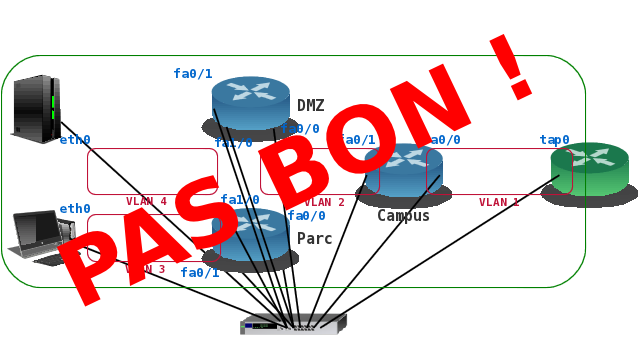 fa0/1
DMZ
fa0/0
eth0
fa1/0
fa0/1
fa0/0
tap0
VLAN 4
VLAN 2
VLAN 1
eth0
fa1/0
fa0/0
Campus
Parc
VLAN 3
fa0/1
PAS BON !